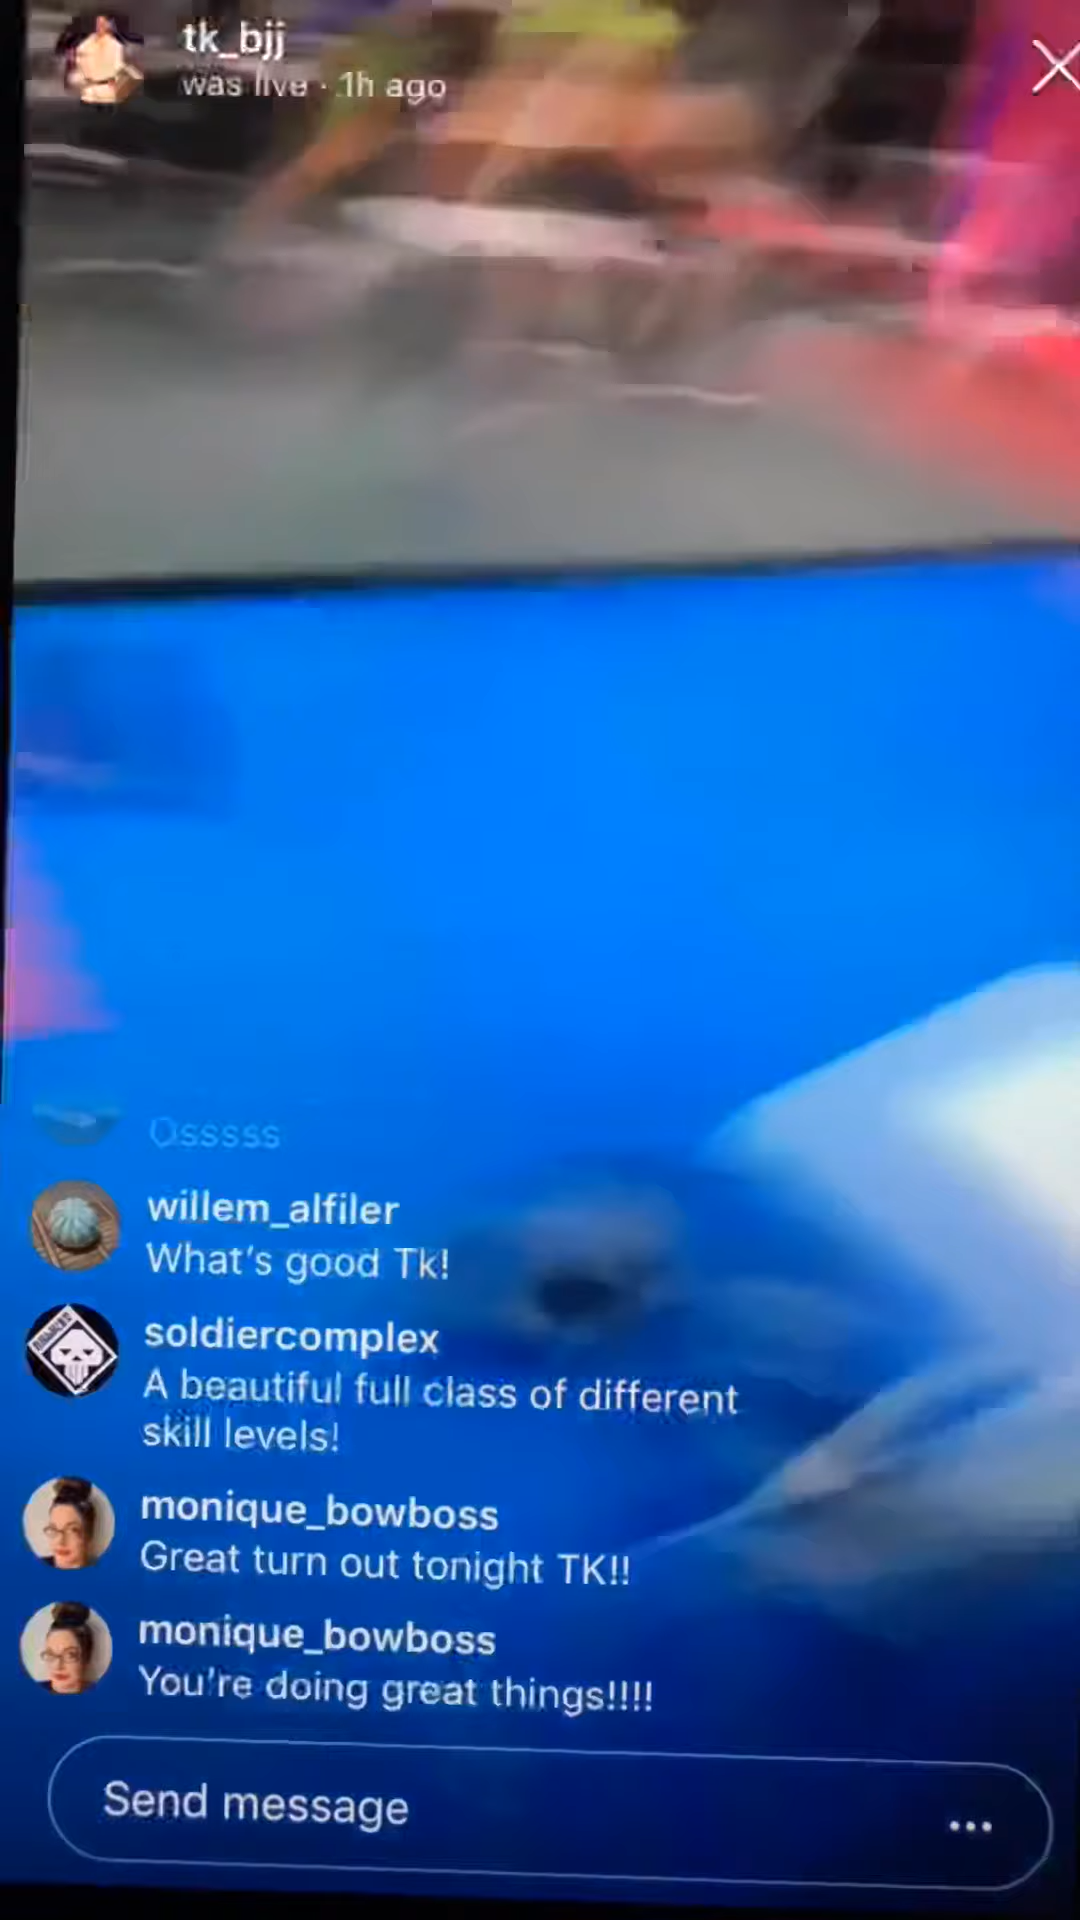 tk_bjj
was live · 1h ago
Osssss
willem_alfiler
What's good Tk!
soldiercomplex
A beautiful full class of different
skill levels!
monique_bowboss
Great turn out tonight TK!!
monique_bowboss
You're doing great things!!!!
Send message